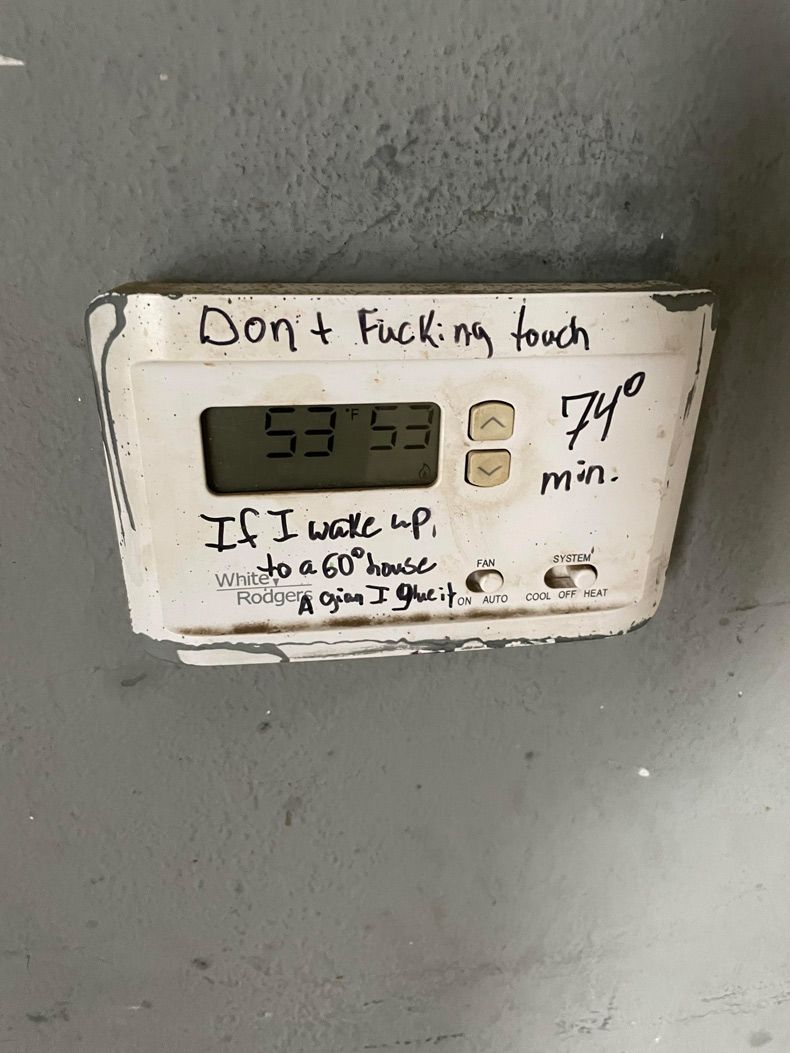 Don't Fucking touch
53 °F 53
74°
min.
If I wake up,
to a 60° house
White
Rodgers
A gian I glue it
FAN
ON AUTO
SYSTEM
COOL OFF HEAT